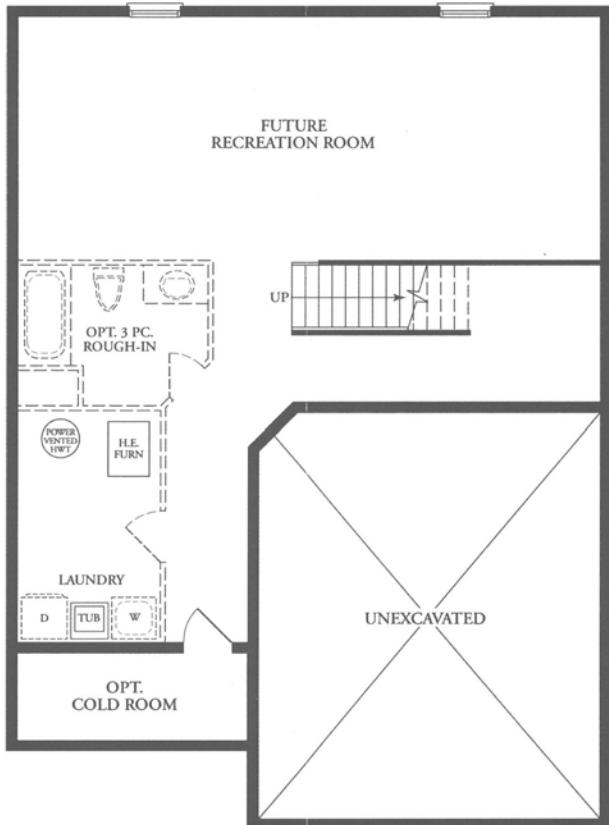 FUTURE
RECREATION ROOM
UP
OPT. 3 PC.
ROUGH-IN
POWER
VENTED
HWT
H.E.
FURN
LAUNDRY
D
TUB
W
UNEXCAVATED
OPT.
COLD ROOM